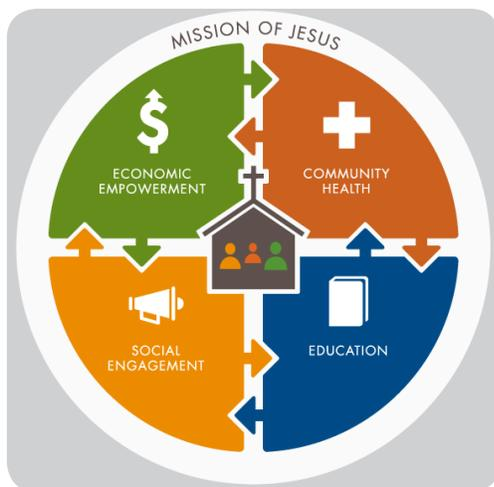 MISSION OF JESUS
ECONOMIC
EMPOWERMENT
COMMUNITY
HEALTH
SOCIAL
ENGAGEMENT
EDUCATION